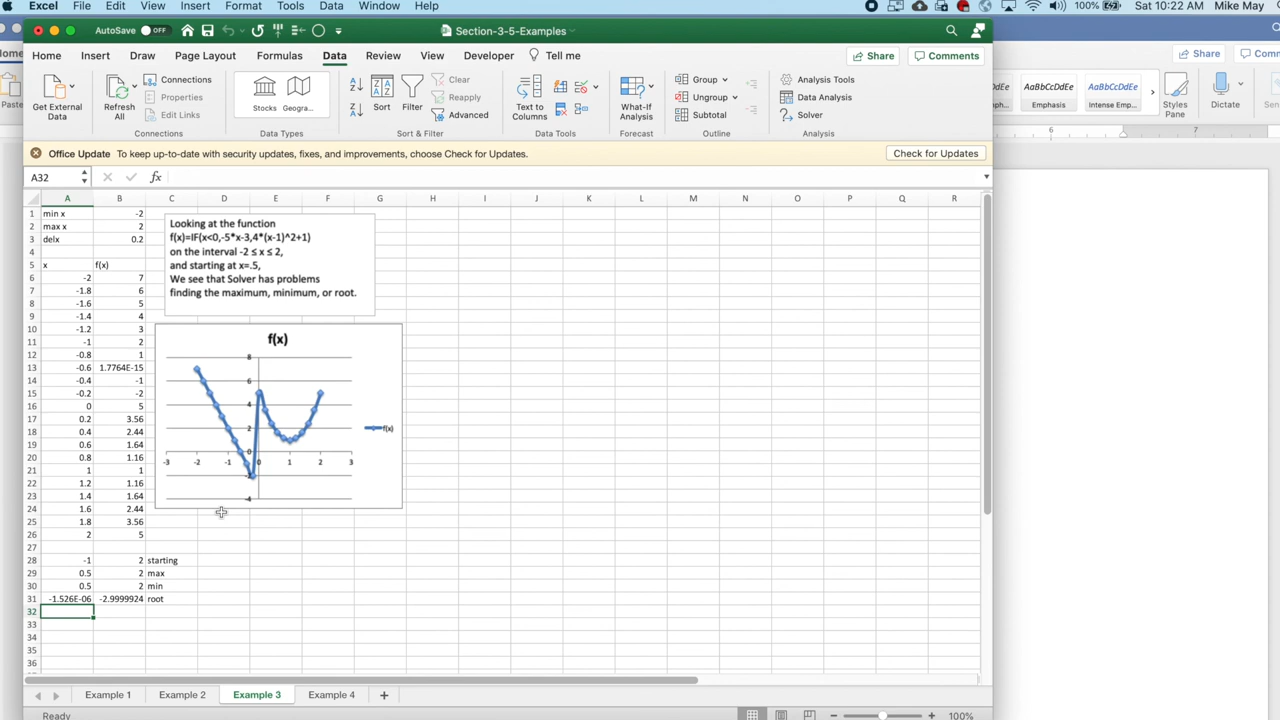 Excel File Edit View Insert Format Tools Data Window Help 100% Sat 10:22 AM Mike May
AutoSave OFF Section-3-5-Examples
Home Insert Draw Page Layout Formulas Data Review View Developer Tell me Share Comments Share
Get External Data Refresh All Connections Properties Edit Links Stocks Sort Filter Clear Reapply Advanced Text to Columns What-If Analysis Group Ungroup Subtotal Analysis Tools Data Analysis Solver
Connections Data Types Sort & Filter Data Tools Forecast Outline Analysis
Paste AaBbCcDdEe AaBbCcDdEe Emphasis Intense Emp... Styles Pane Dictate
6 7
Office Update To keep up-to-date with security updates, fixes, and improvements, choose Check for Updates. Check for Updates
A32 fx
A B C D E F G H I J K L M N O P Q R
1 min x -2
2 max x 2
3 delx 0.2
4
5 x f(x)
6 -2 7
7 -1.8 6
8 -1.6 5
9 -1.4 4
10 -1.2 3
11 -1 2
12 -0.8 1
13 -0.6 1.7764E-15
14 -0.4 -1
15 -0.2 -2
16 0 5
17 0.2 3.56
18 0.4 2.44
19 0.6 1.64
20 0.8 1.16
21 1 1
22 1.2 1.16
23 1.4 1.64
24 1.6 2.44
25 1.8 3.56
26 2 5
27
28 -1 2 starting
29 0.5 2 max
30 0.5 2 min
31 -1.526E-06 -2.9999924 root
32
33
34
35
36
Looking at the function
f(x)=IF(x<0,-5*x-3,4*(x-1)^2+1)
on the interval -2 ≤ x ≤ 2,
and starting at x=.5,
We see that Solver has problems
finding the maximum, minimum, or root.
f(x)
8
6
4
2
0
-4
-3 -2 -1 0 1 2 3
f(x)
Example 1 Example 2 Example 3 Example 4
Ready 100%